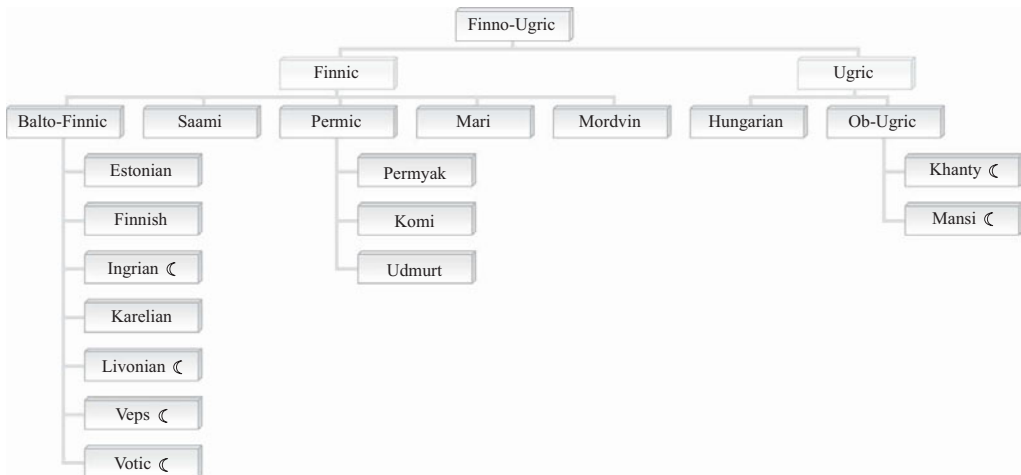 Finno-Ugric
Finnic
Ugric
Balto-Finnic
Saami
Permic
Mari
Mordvin
Hungarian
Ob-Ugric
Estonian
Finnish
Ingrian ☾
Karelian
Livonian ☾
Veps ☾
Votic ☾
Permyak
Komi
Udmurt
Khanty ☾
Mansi ☾